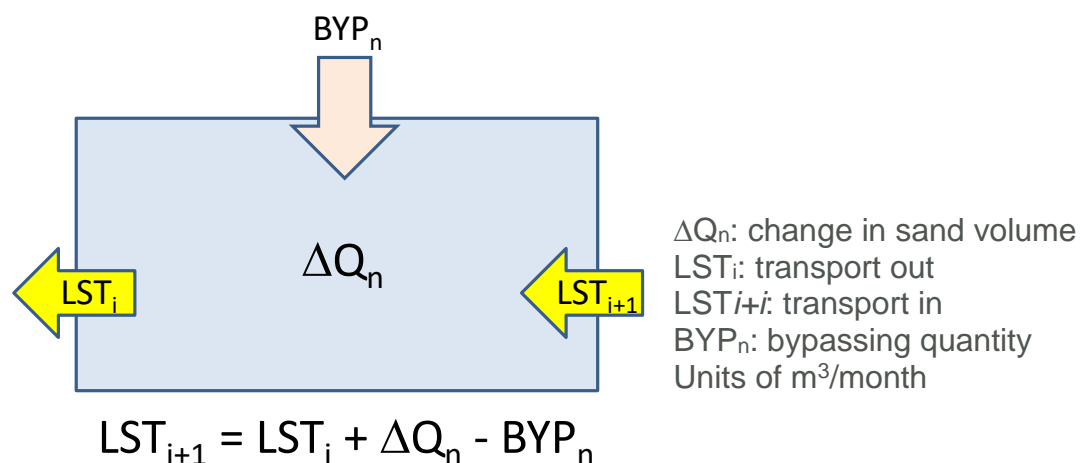 BYPₙ
ΔQₙ
LSTᵢ
LSTᵢ₊₁
ΔQₙ: change in sand volume
LSTᵢ: transport out
LSTi+i: transport in
BYPₙ: bypassing quantity
Units of m³/month
LSTᵢ₊₁ = LSTᵢ + ΔQₙ - BYPₙ